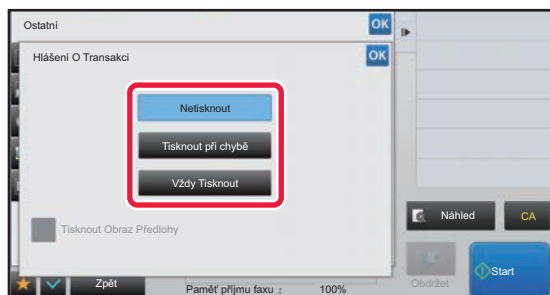 Ostatní
OK
Hlášení O Transakci
OK
Netisknout
Tisknout při chybě
Vždy Tisknout
Tisknout Obraz Předlohy
Náhled
CA
Zpět
Paměť příjmu faxu : 100%
Obdržet
Start